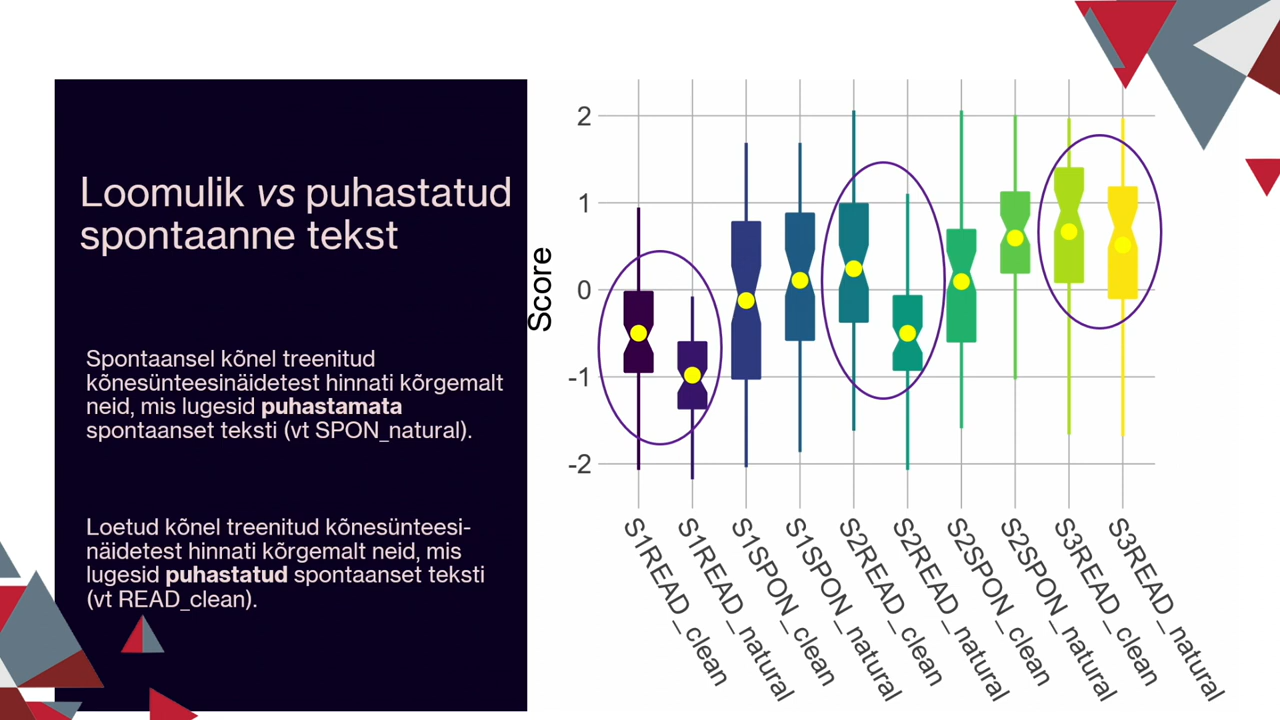 Loomulik vs puhastatud
spontaanne tekst
Spontaansel kõnel treenitud
kõnesünteesinäidetest hinnati kõrgemalt
neid, mis lugesid puhastamata
spontaanset teksti (vt SPON_natural).
Loetud kõnel treenitud kõnesünteesi-
näidetest hinnati kõrgemalt neid, mis
lugesid puhastatud spontaanset teksti
(vt READ_clean).
Score
2
1
0
-1
-2
S1READ_clean
S1READ_natural
S1SPON_clean
S1SPON_natural
S2READ_clean
S2READ_natural
S2SPON_clean
S2SPON_natural
S3READ_clean
S3READ_natural